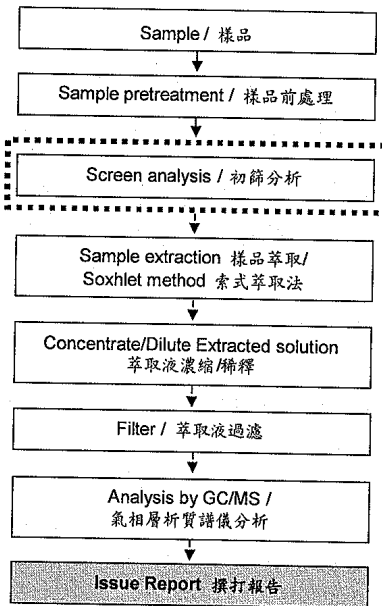 Sample / 樣品
Sample pretreatment / 樣品前處理
Screen analysis / 初篩分析
Sample extraction 樣品萃取/
Soxhlet method 索式萃取法
Concentrate/Dilute Extracted solution
萃取液濃縮/稀釋
Filter / 萃取液過濾
Analysis by GC/MS /
氣相層析質譜儀分析
Issue Report 撰打報告